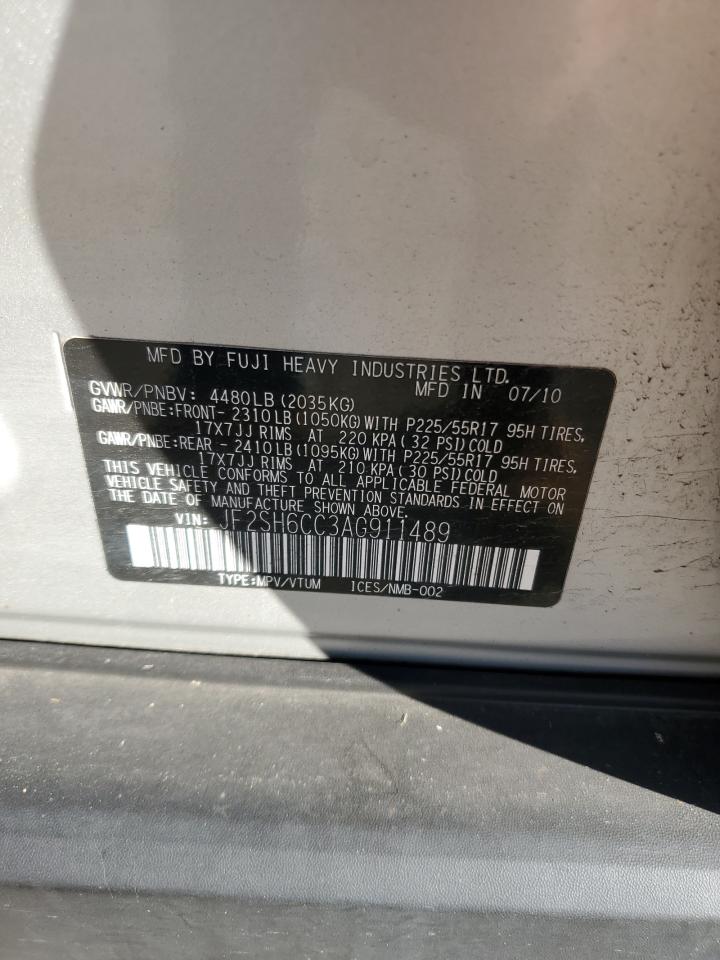 MFD BY FUJI HEAVY INDUSTRIES LTD.
GVWR/PNBV: 4480LB(2035KG) MFD IN 07/10
GAWR/PNBE:FRONT- 2310LB(1050KG)WITH P225/55R17 95H TIRES,
17X7JJ RIMS AT 220 KPA(32 PSI)COLD
GAWR/PNBE:REAR - 2410LB(1095KG)WITH P225/55R17 95H TIRES,
17X7JJ RIMS AT 210 KPA(30 PSI)COLD
THIS VEHICLE CONFORMS TO ALL APPLICABLE FEDERAL MOTOR
VEHICLE SAFETY AND THEFT PREVENTION STANDARDS IN EFFECT ON
THE DATE OF MANUFACTURE SHOWN ABOVE.
VIN: JF2SH6CC3AG911489
TYPE:MPV/VTUM ICES/NMB-002